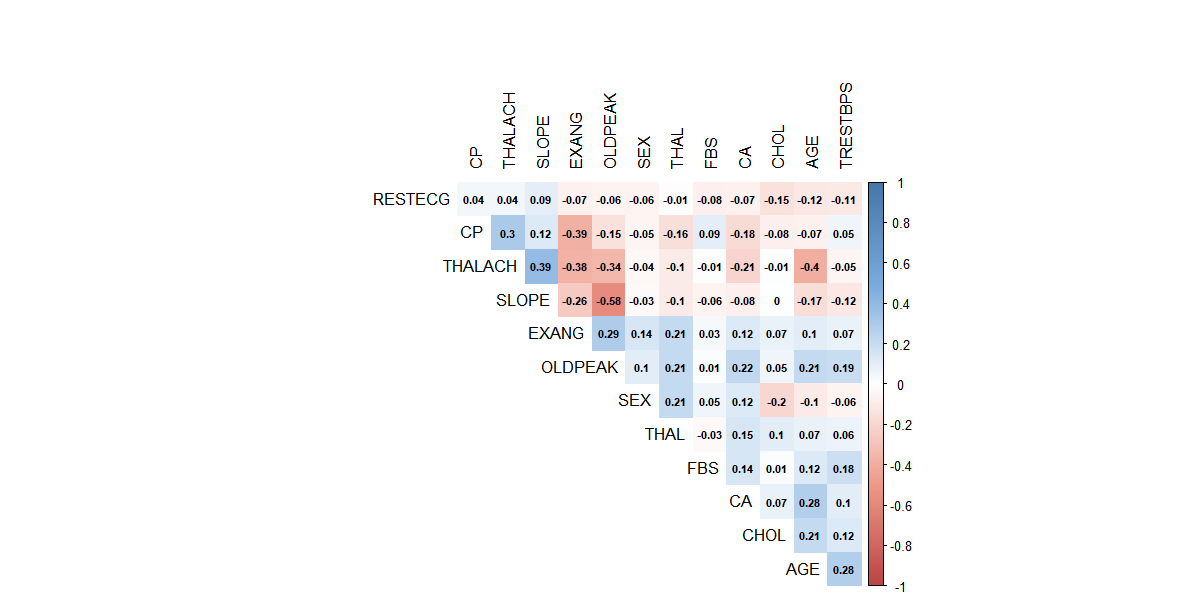 CP THALACH SLOPE EXANG OLDPEAK SEX THAL FBS CA CHOL AGE TRESTBPS
RESTECG 0.04 0.04 0.09 -0.07 -0.06 -0.06 -0.01 -0.08 -0.07 -0.15 -0.12 -0.11
CP 0.3 0.12 -0.39 -0.15 -0.05 -0.16 0.09 -0.18 -0.08 -0.07 0.05
THALACH 0.39 -0.38 -0.34 -0.04 -0.1 -0.01 -0.21 -0.01 -0.4 -0.05
SLOPE -0.26 -0.58 -0.03 -0.1 -0.06 -0.08 0 -0.17 -0.12
EXANG 0.29 0.14 0.21 0.03 0.12 0.07 0.1 0.07
OLDPEAK 0.1 0.21 0.01 0.22 0.05 0.21 0.19
SEX 0.21 0.05 0.12 -0.2 -0.1 -0.06
THAL -0.03 0.15 0.1 0.07 0.06
FBS 0.14 0.01 0.12 0.18
CA 0.07 0.28 0.1
CHOL 0.21 0.12
AGE 0.28
1
0.8
0.6
0.4
0.2
0
-0.2
-0.4
-0.6
-0.8
-1